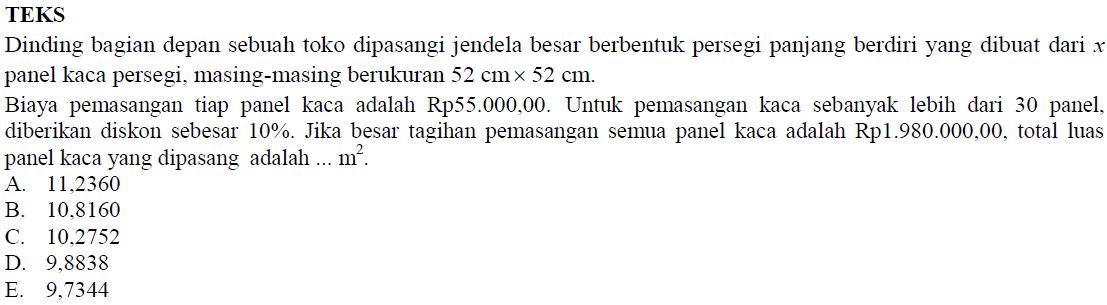 TEKS
Dinding bagian depan sebuah toko dipasangi jendela besar berbentuk persegi panjang berdiri yang dibuat dari x
panel kaca persegi, masing-masing berukuran 52 cm × 52 cm.
Biaya pemasangan tiap panel kaca adalah Rp55.000,00. Untuk pemasangan kaca sebanyak lebih dari 30 panel,
diberikan diskon sebesar 10%. Jika besar tagihan pemasangan semua panel kaca adalah Rp1.980.000,00, total luas
panel kaca yang dipasang adalah ... m².
A. 11,2360
B. 10,8160
C. 10,2752
D. 9,8838
E. 9,7344